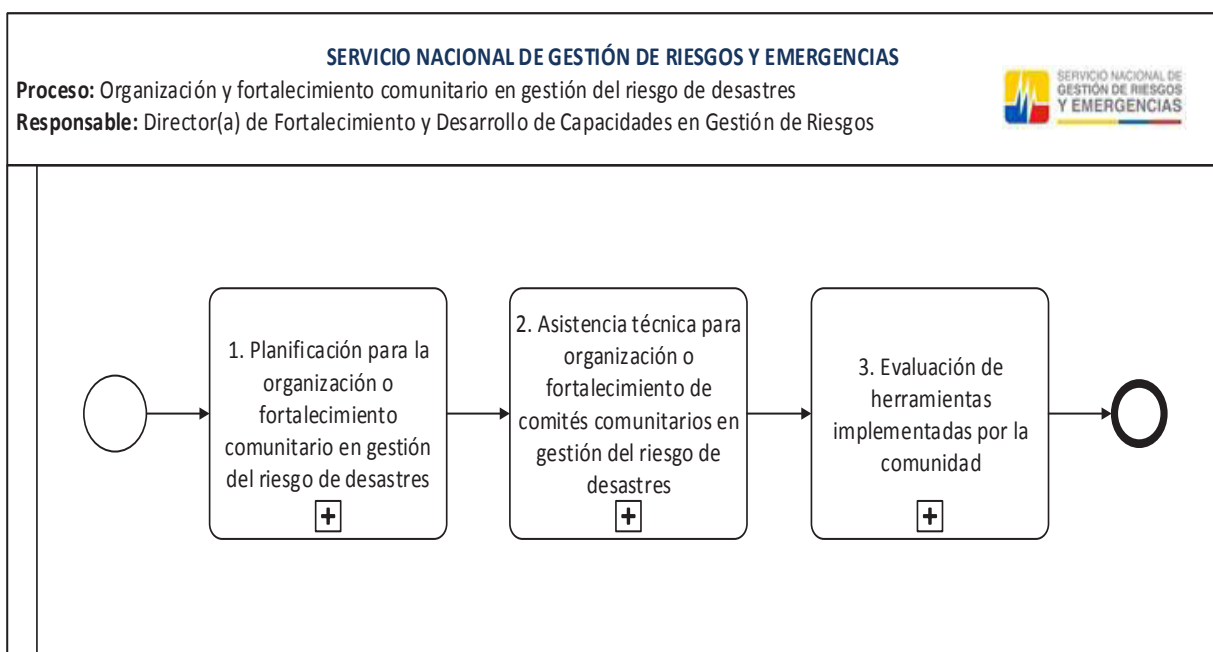 SERVICIO NACIONAL DE GESTIÓN DE RIESGOS Y EMERGENCIAS
Proceso: Organización y fortalecimiento comunitario en gestión del riesgo de desastres
Responsable: Director(a) de Fortalecimiento y Desarrollo de Capacidades en Gestión de Riesgos
SERVICIO NACIONAL DE
GESTIÓN DE RIESGOS
Y EMERGENCIAS
1. Planificación para la
organización o
fortalecimiento
comunitario en gestión
del riesgo de desastres
2. Asistencia técnica para
organización o
fortalecimiento de
comités comunitarios en
gestión del riesgo de
desastres
3. Evaluación de
herramientas
implementadas por la
comunidad